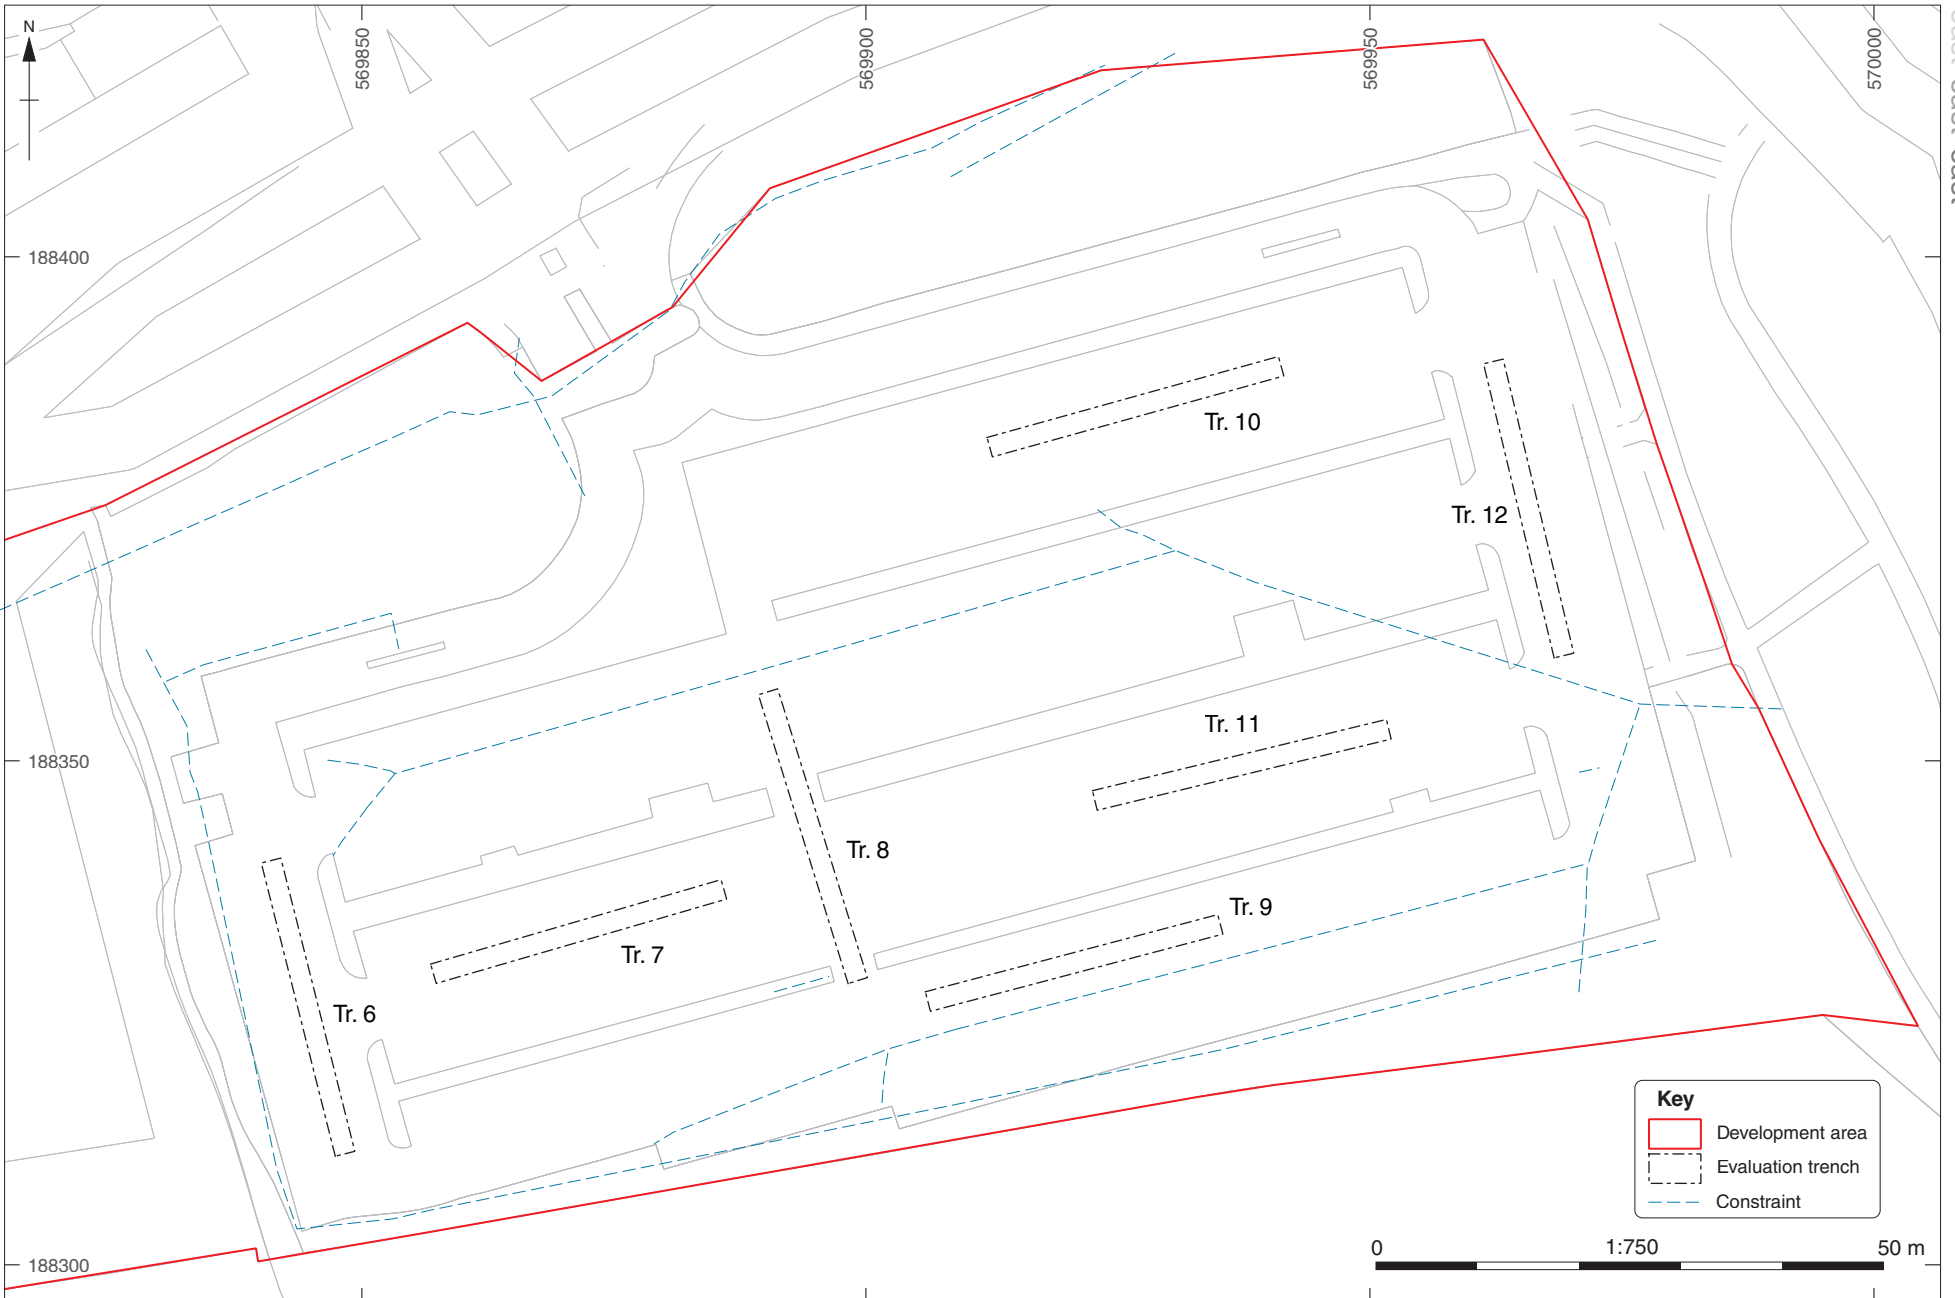 N
569850
569900
569950
570000
188400
188350
188300
Tr. 10
Tr. 12
Tr. 11
Tr. 8
Tr. 9
Tr. 7
Tr. 6
Key
Development area
Evaluation trench
Constraint
0
1:750
50 m